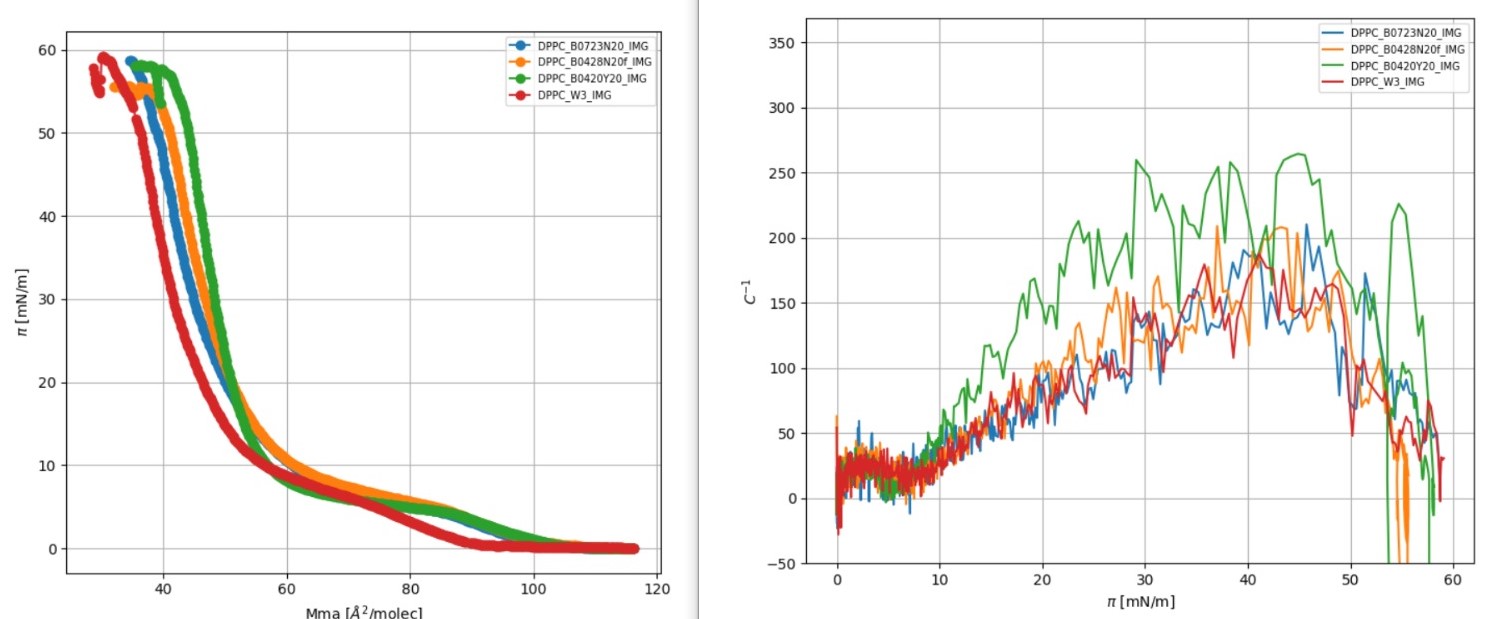 π [mN/m]
60
50
40
30
20
10
0
DPPC_B0723N20_IMG
DPPC_B0428N20f_IMG
DPPC_B0420Y20_IMG
DPPC_W3_IMG
40 60 80 100 120
Mma [Å²/molec]
C⁻¹
350
300
250
200
150
100
50
0
−50
DPPC_B0723N20_IMG
DPPC_B0428N20f_IMG
DPPC_B0420Y20_IMG
DPPC_W3_IMG
0 10 20 30 40 50 60
π [mN/m]